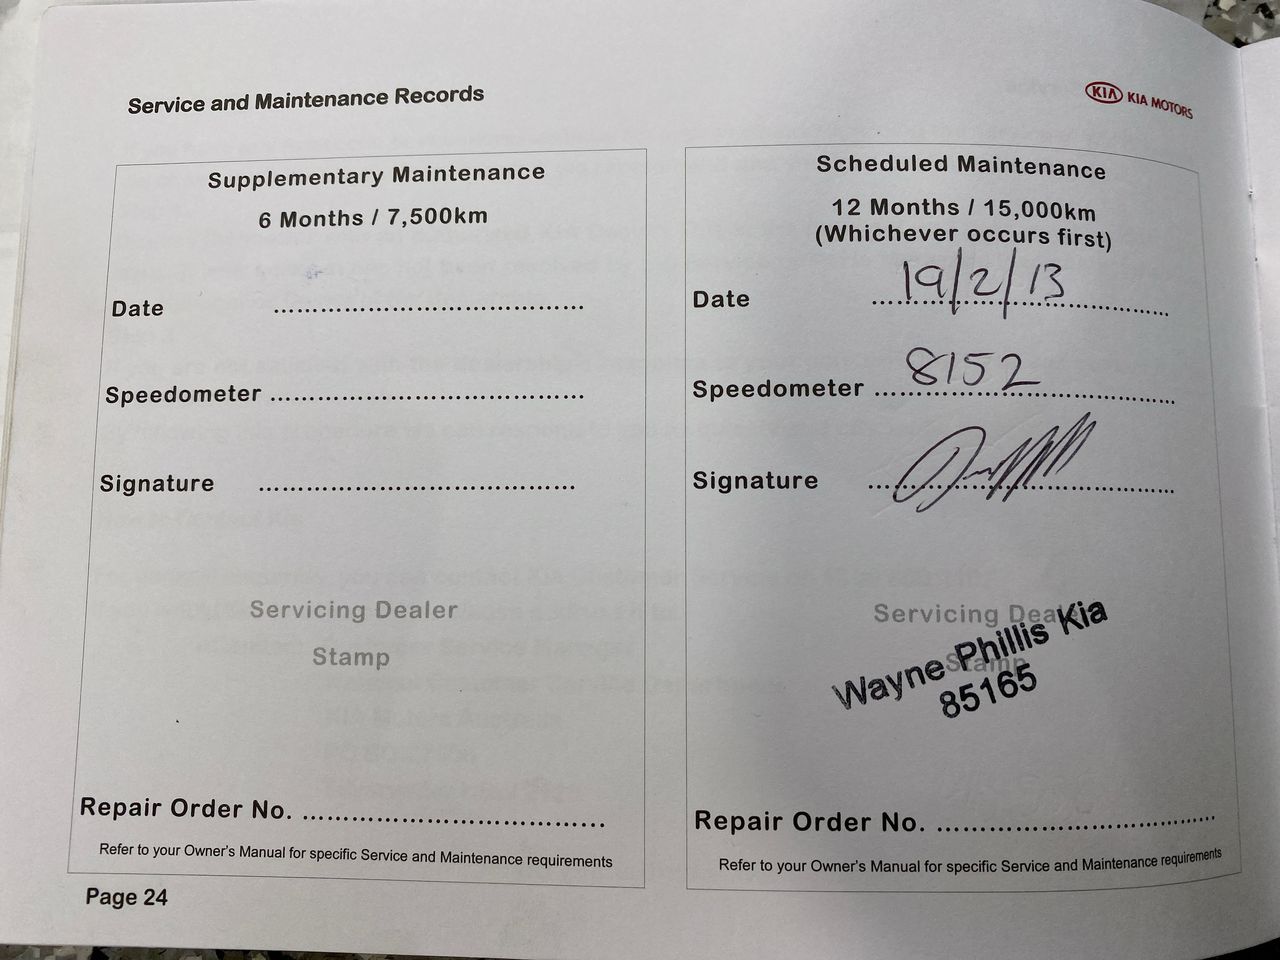 Service and Maintenance Records
KIA KIA MOTORS
Supplementary Maintenance
6 Months / 7,500km
Date ........................................
Speedometer ........................................
Signature ........................................
Servicing Dealer
Stamp
Repair Order No. ........................................
Refer to your Owner's Manual for specific Service and Maintenance requirements
Scheduled Maintenance
12 Months / 15,000km
(Whichever occurs first)
Date 19/2/13
Speedometer 8152
Signature ........................................
Servicing Dealer
Stamp
Wayne Phillis Kia
85165
Repair Order No. ........................................
Refer to your Owner's Manual for specific Service and Maintenance requirements
Page 24